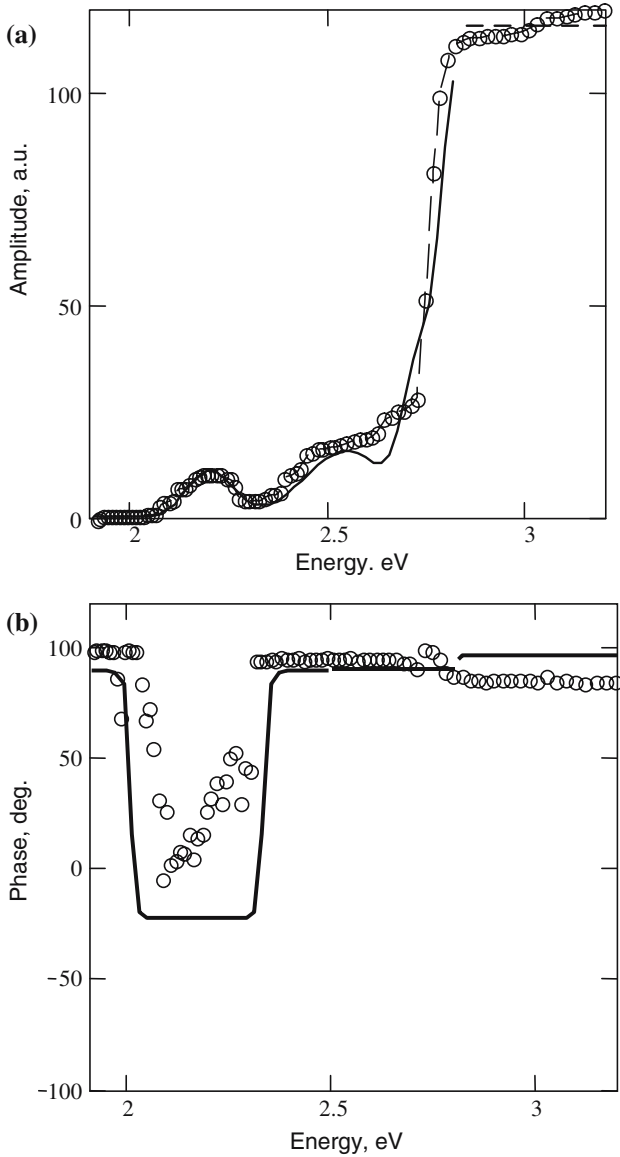 (a)
100
50
0
Amplitude, a.u.
2
2.5
3
Energy. eV
(b)
100
50
0
−50
−100
Phase, deg.
2
2.5
3
Energy, eV